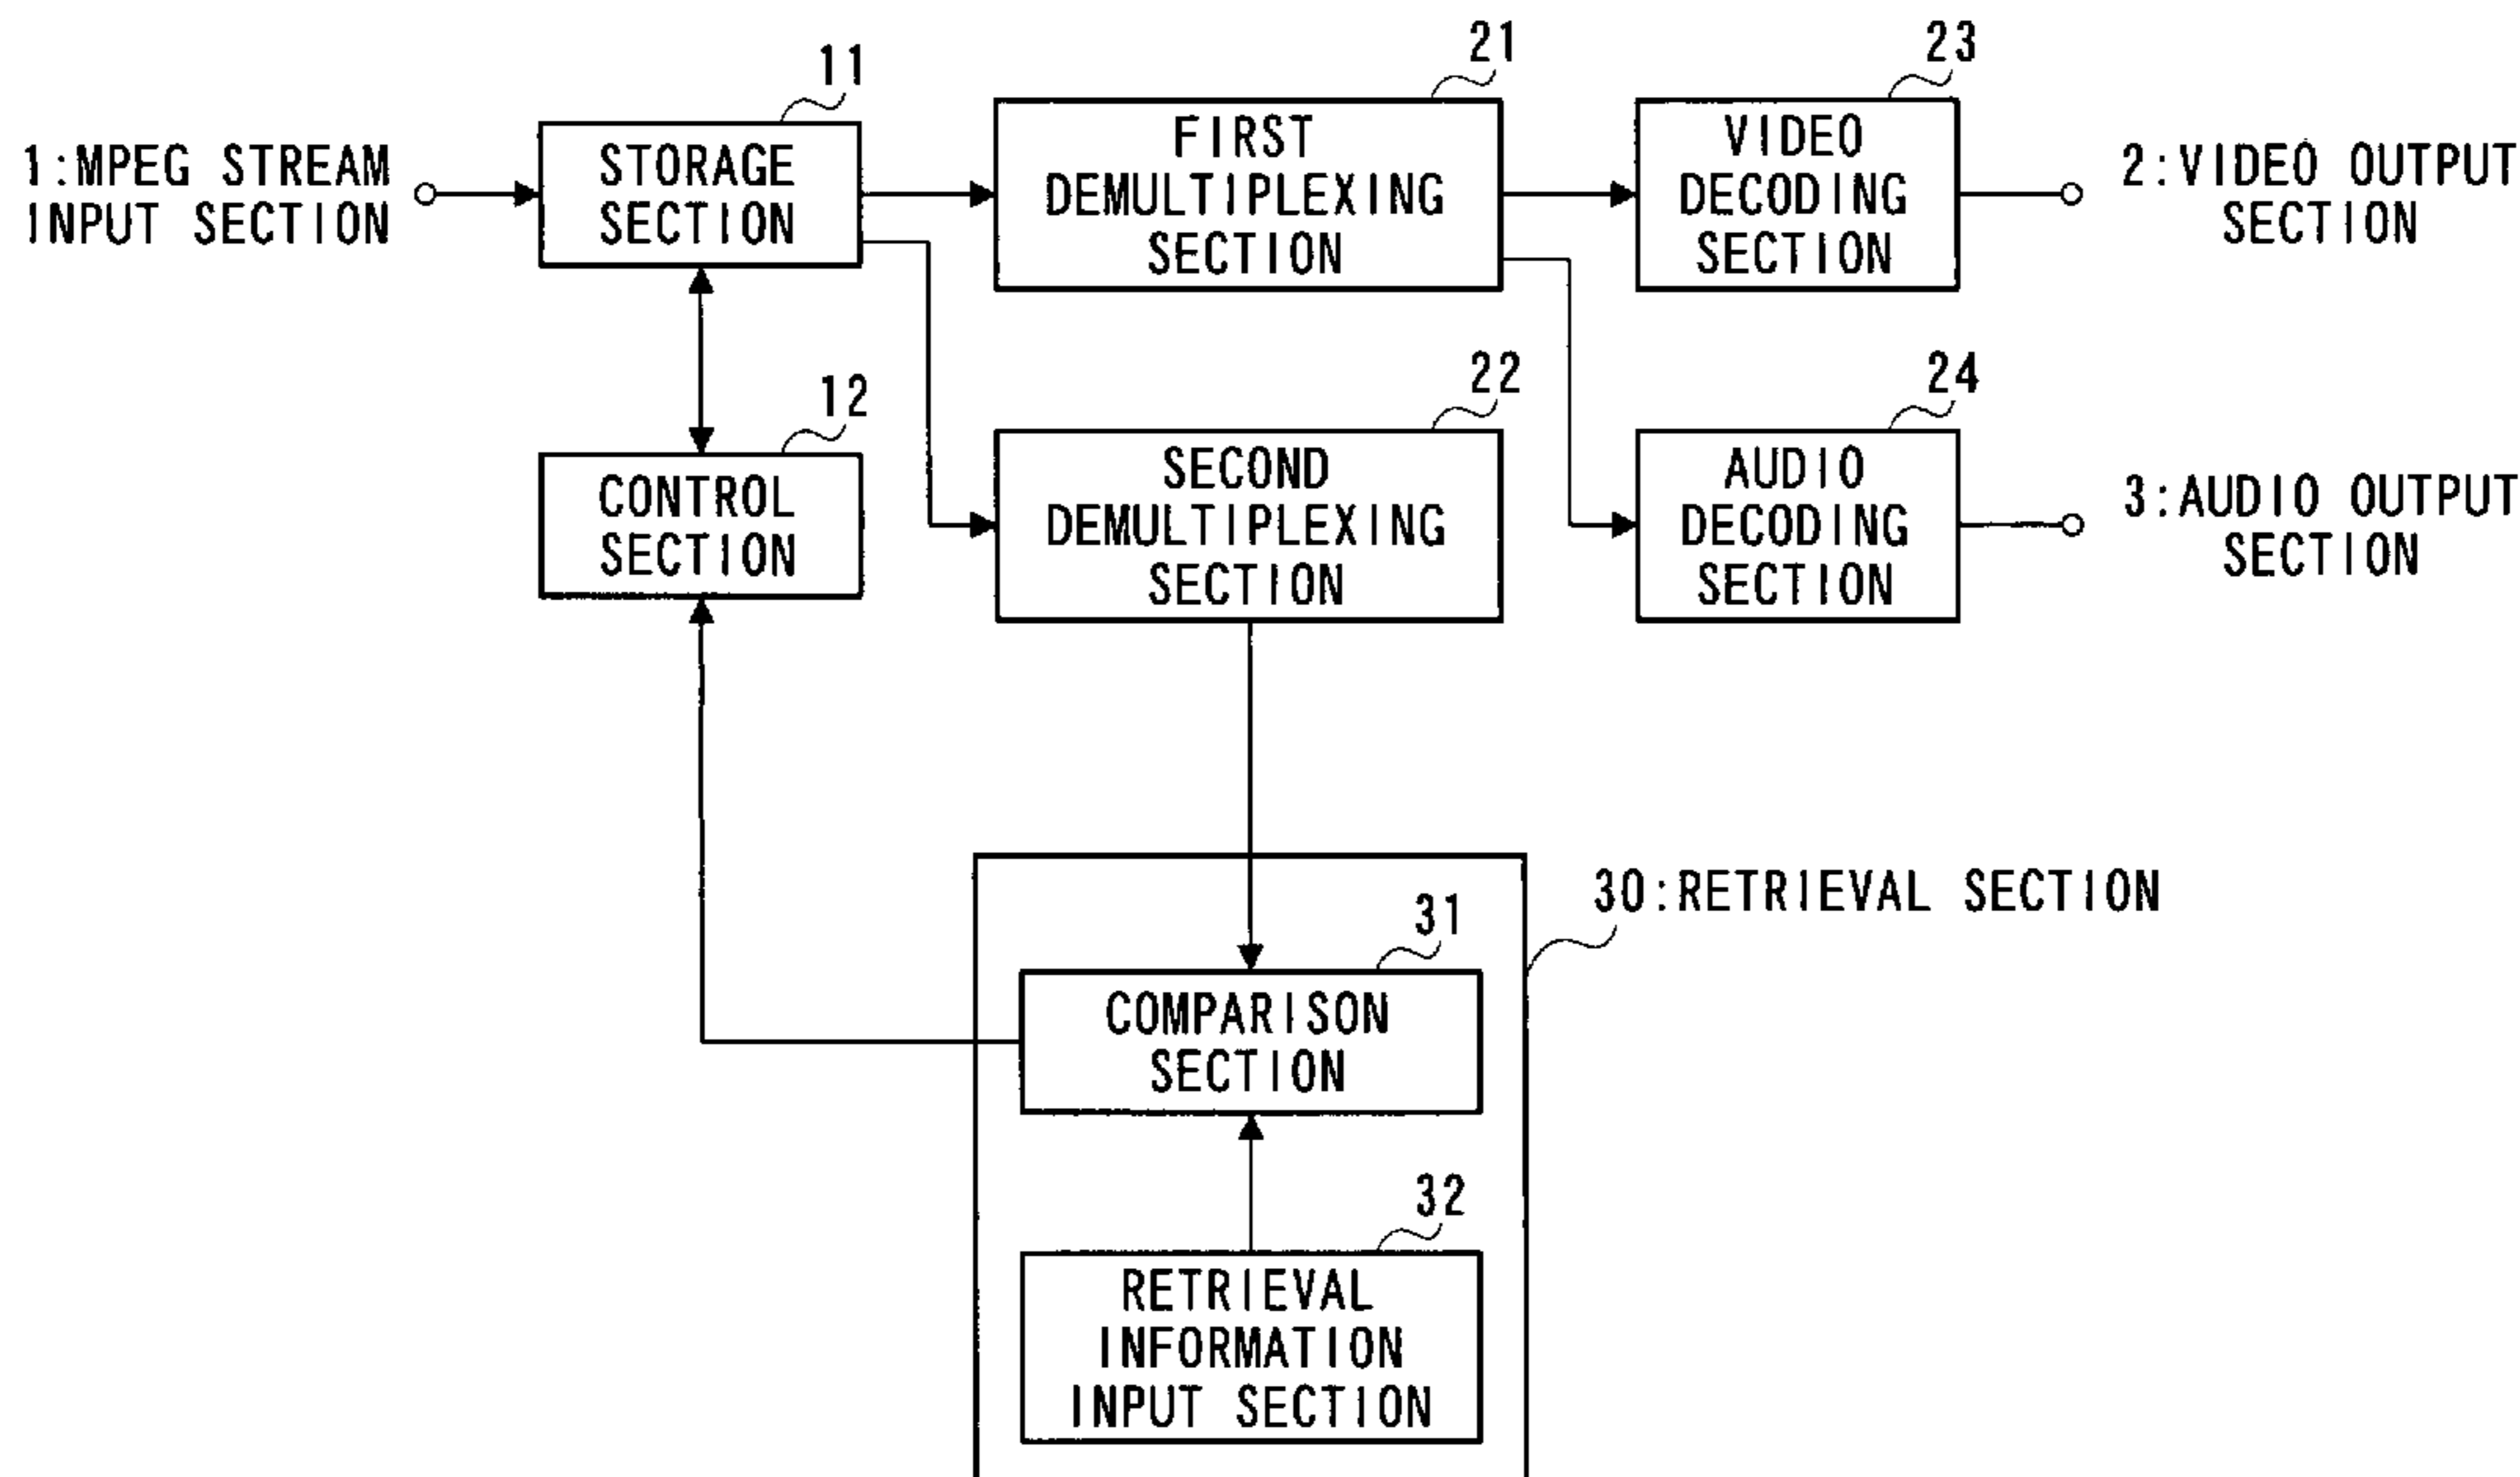 11
21
23
1:MPEG STREAM
INPUT SECTION
STORAGE
SECTION
FIRST
DEMULTIPLEXING
SECTION
VIDEO
DECODING
SECTION
2:VIDEO OUTPUT
SECTION
12
22
24
CONTROL
SECTION
SECOND
DEMULTIPLEXING
SECTION
AUDIO
DECODING
SECTION
3:AUDIO OUTPUT
SECTION
30:RETRIEVAL SECTION
31
COMPARISON
SECTION
32
RETRIEVAL
INFORMATION
INPUT SECTION